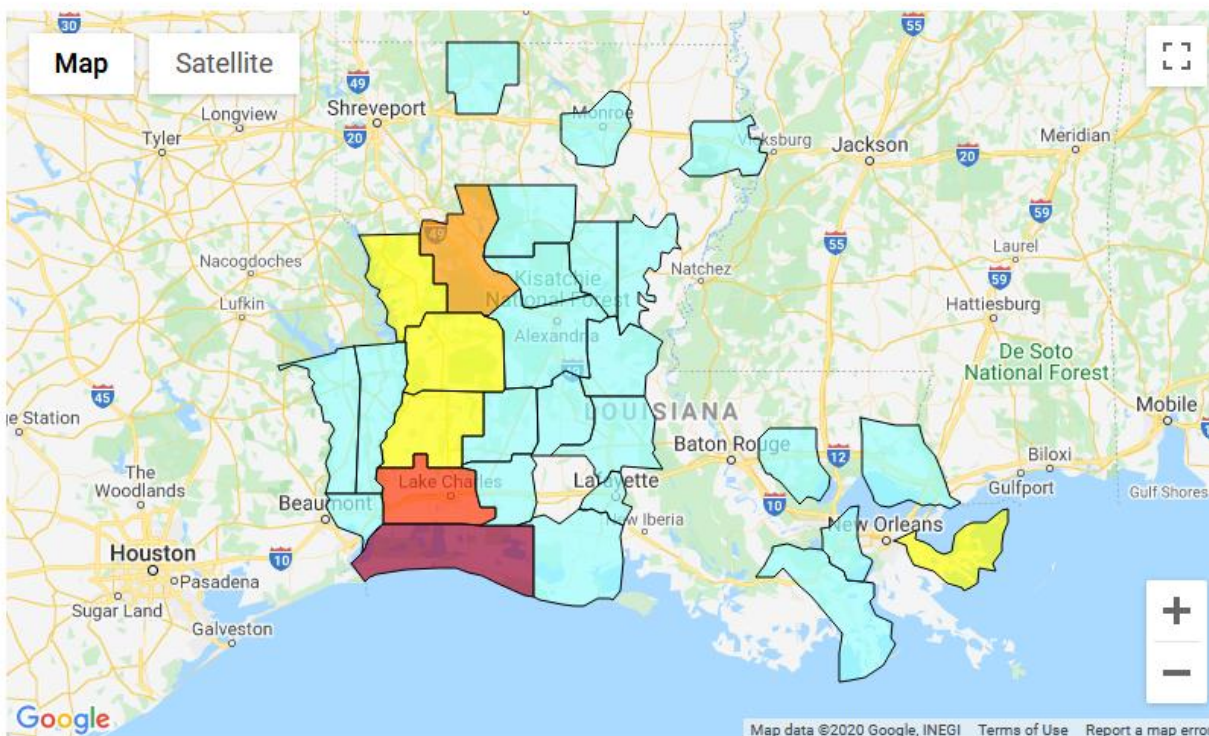 Map
Satellite
30
55
49
Shreveport
Monroe
Longview
Vicksburg
Jackson
Meridian
Tyler
20
20
59
49
55
Laurel
Nacogdoches
Natchez
59
Kisatchie
National Forest
Lufkin
Hattiesburg
Alexandria
De Soto
National Forest
45
Mobile
LOUISIANA
Baton Rouge
12
Biloxi
The
Woodlands
Lake Charles
Lafayette
Gulfport
Gulf Shores
Beaumont
10
New Iberia
New Orleans
Houston
10
Pasadena
Sugar Land
Galveston
+
−
Google
Map data ©2020 Google, INEGI Terms of Use Report a map error